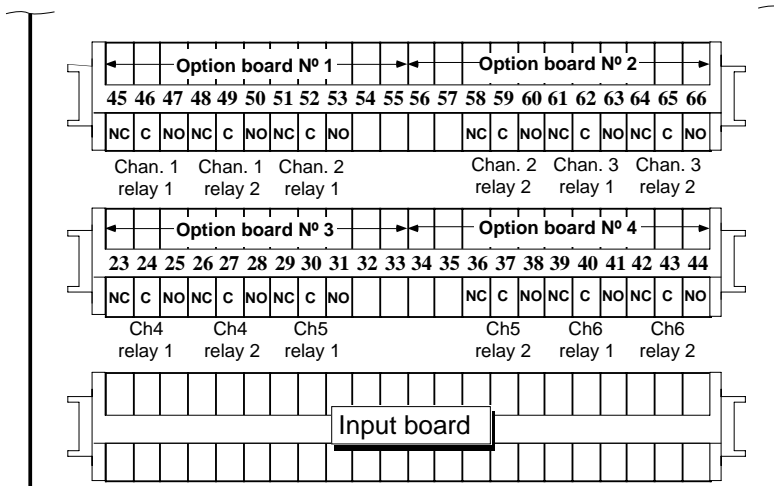 Option board Nº 1 Option board Nº 2
45 46 47 48 49 50 51 52 53 54 55 56 57 58 59 60 61 62 63 64 65 66
NC C NO NC C NO NC C NO NC C NO NC C NO NC C NO
Chan. 1 Chan. 1 Chan. 2 Chan. 2 Chan. 3 Chan. 3
relay 1 relay 2 relay 1 relay 2 relay 1 relay 2
Option board Nº 3 Option board Nº 4
23 24 25 26 27 28 29 30 31 32 33 34 35 36 37 38 39 40 41 42 43 44
NC C NO NC C NO NC C NO NC C NO NC C NO NC C NO
Ch4 Ch4 Ch5 Ch5 Ch6 Ch6
relay 1 relay 2 relay 1 relay 2 relay 1 relay 2
Input board